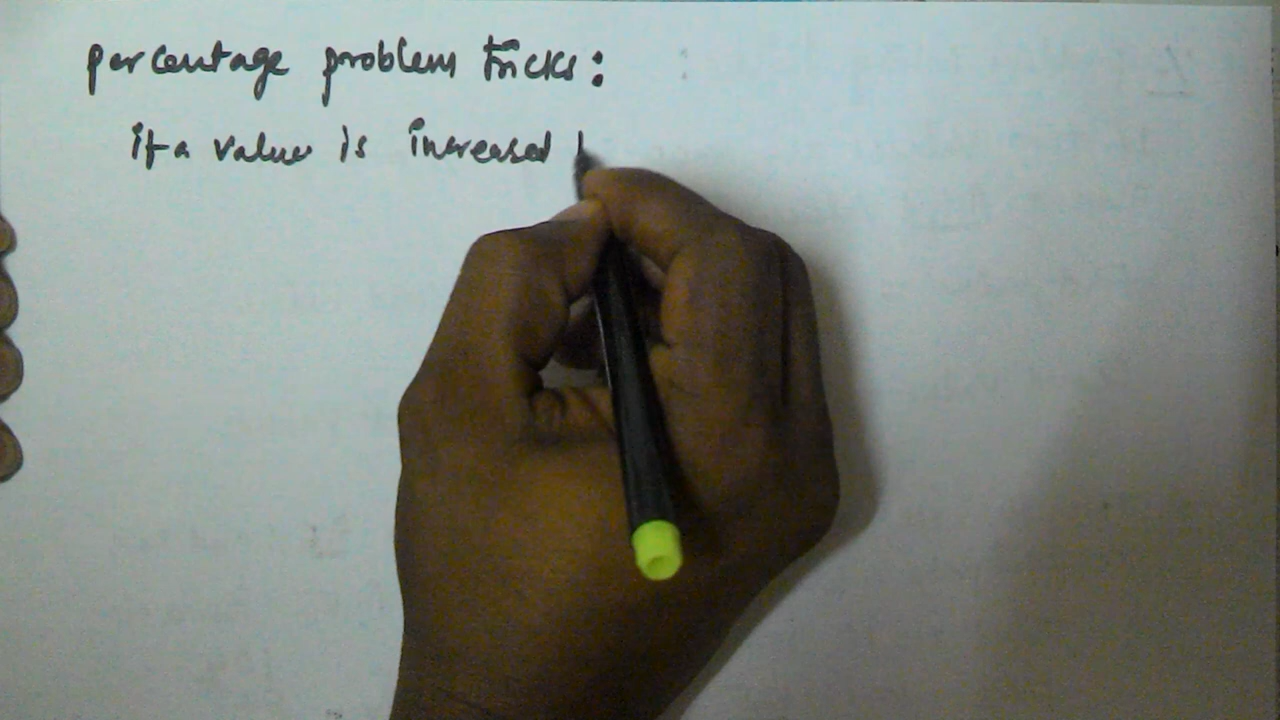 percentage problem tricks:
if a value is increased